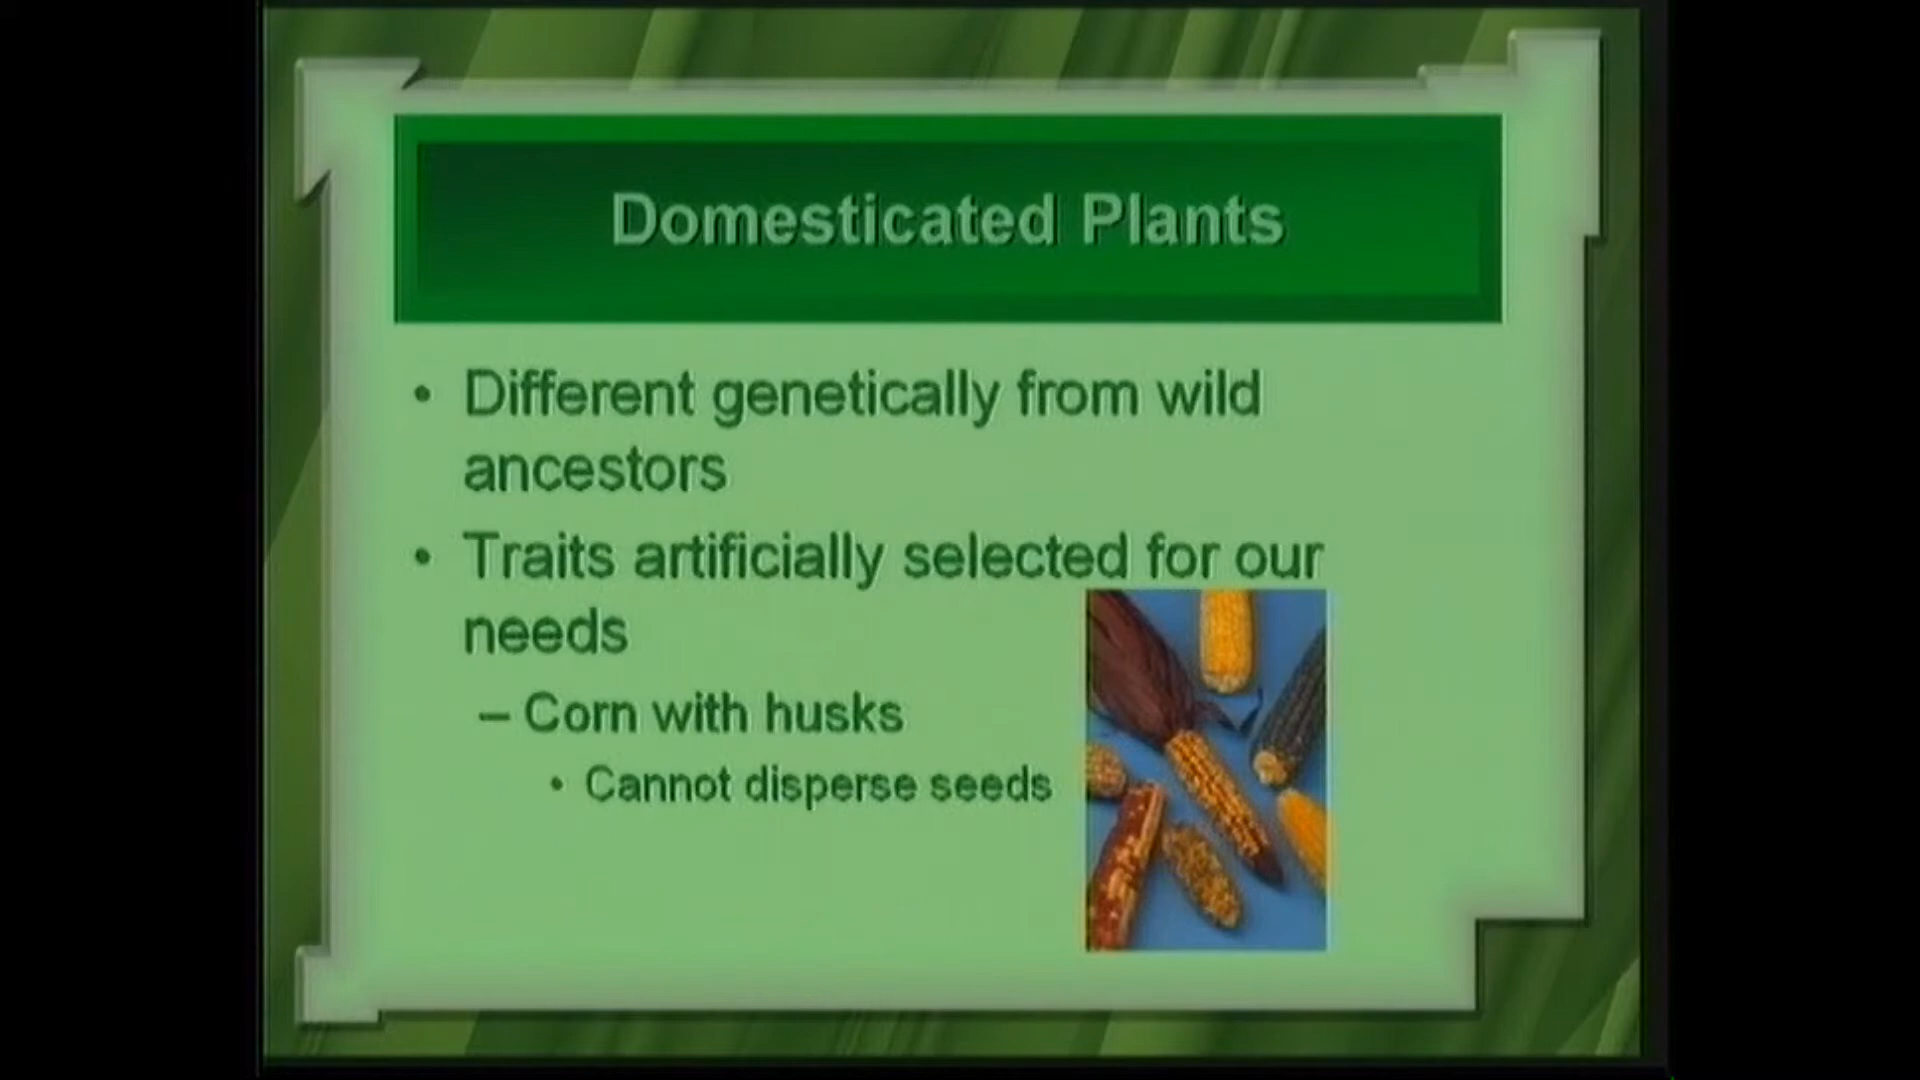 Domesticated Plants
• Different genetically from wild
ancestors
• Traits artificially selected for our
needs
– Corn with husks
• Cannot disperse seeds